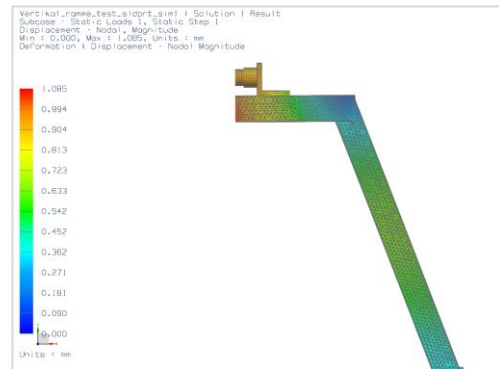 Vertikal_ramme_test_sldprt_sim1 : Solution 1 Result
Subcase - Static Loads 1, Static Step 1
Displacement - Nodal, Magnitude
Min : 0.000, Max : 1.085, Units = mm
Deformation : Displacement - Nodal Magnitude
1.085
0.994
0.904
0.813
0.723
0.633
0.542
0.452
0.362
0.271
0.181
0.090
0.000
Units = mm